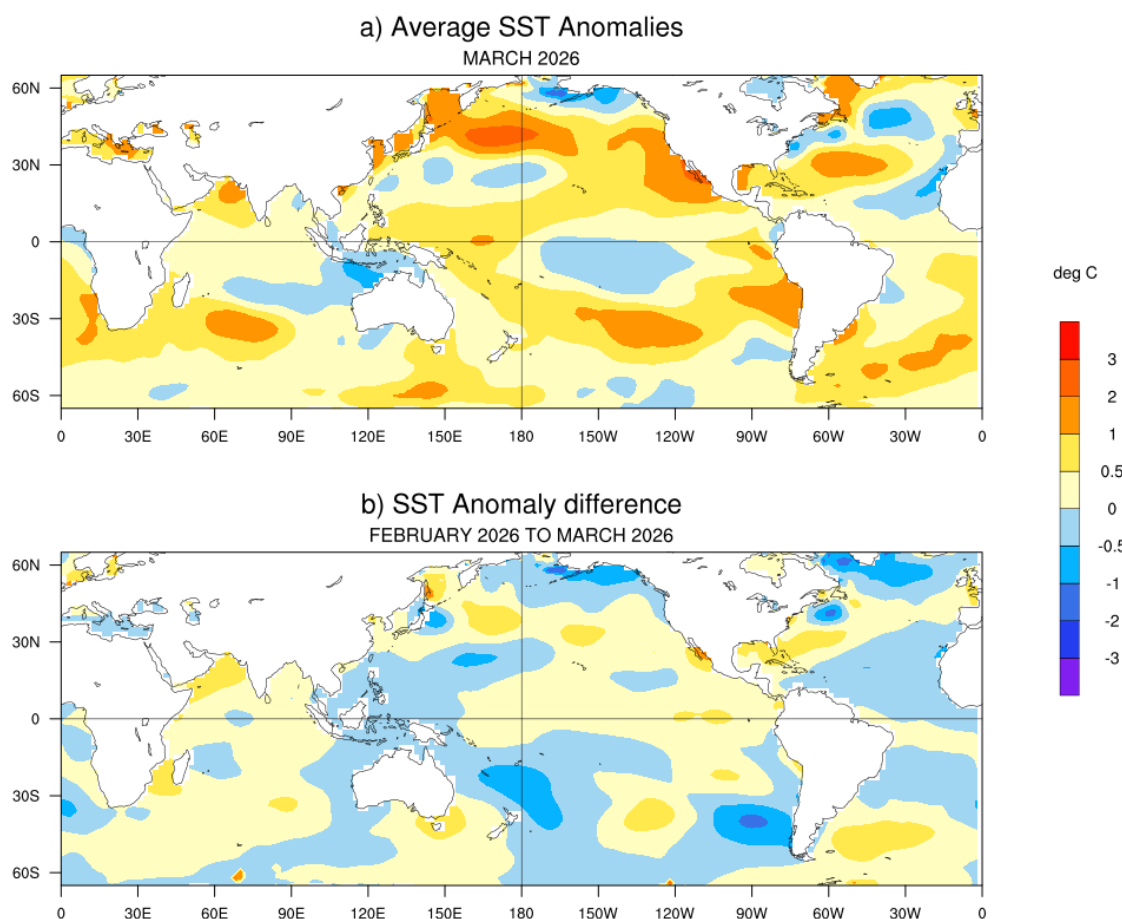 a) Average SST Anomalies
MARCH 2026
60N
30N
0
30S
60S
0 30E 60E 90E 120E 150E 180 150W 120W 90W 60W 30W 0
deg C
3
2
1
0.5
0
-0.5
-1
-2
-3
b) SST Anomaly difference
FEBRUARY 2026 TO MARCH 2026
60N
30N
0
30S
60S
0 30E 60E 90E 120E 150E 180 150W 120W 90W 60W 30W 0